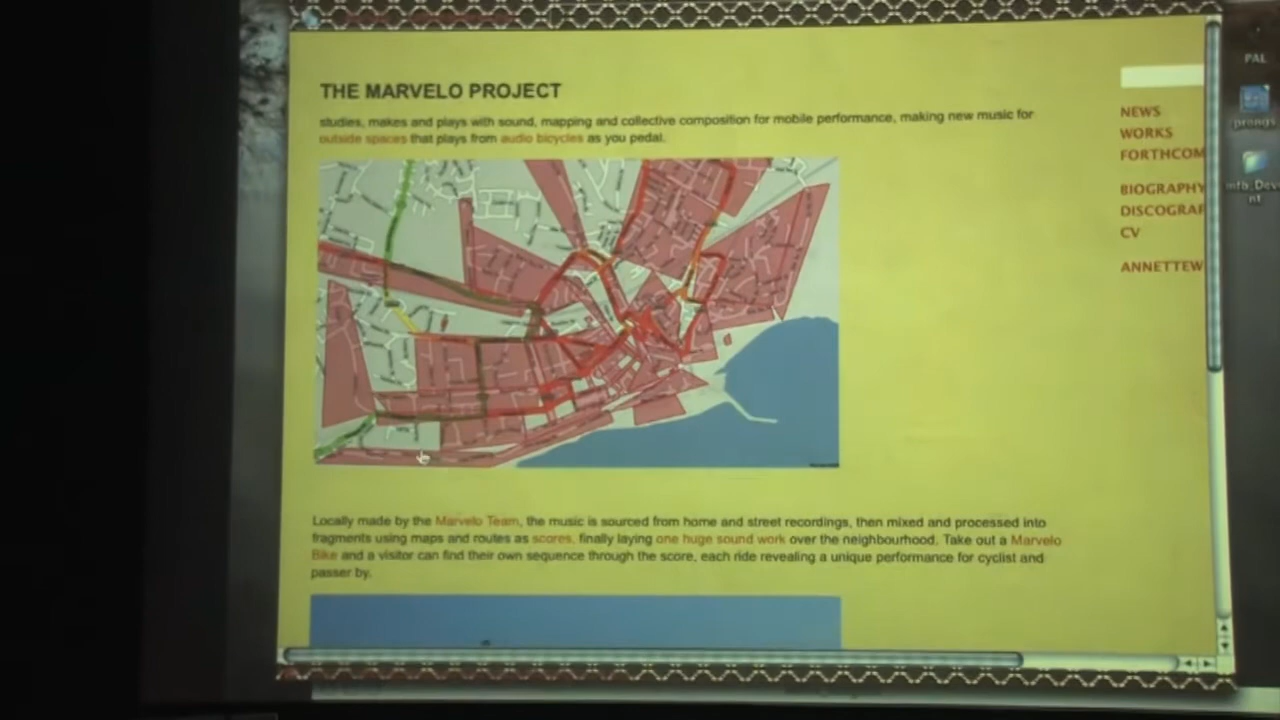 THE MARVELO PROJECT
studies, makes and plays with sound, mapping and collective composition for mobile performance, making new music for
outside spaces that plays from audio bicycles as you pedal.
Locally made by the Marvelo Team, the music is sourced from home and street recordings, then mixed and processed into
fragments using maps and routes as scores, finally laying one huge sound work over the neighbourhood. Take out a Marvelo
Bike and a visitor can find their own sequence through the score, each ride revealing a unique performance for cyclist and
passer by.
NEWS
WORKS
FORTHCOM
BIOGRAPHY
DISCOGRAF
CV
ANNETTEW
PAL